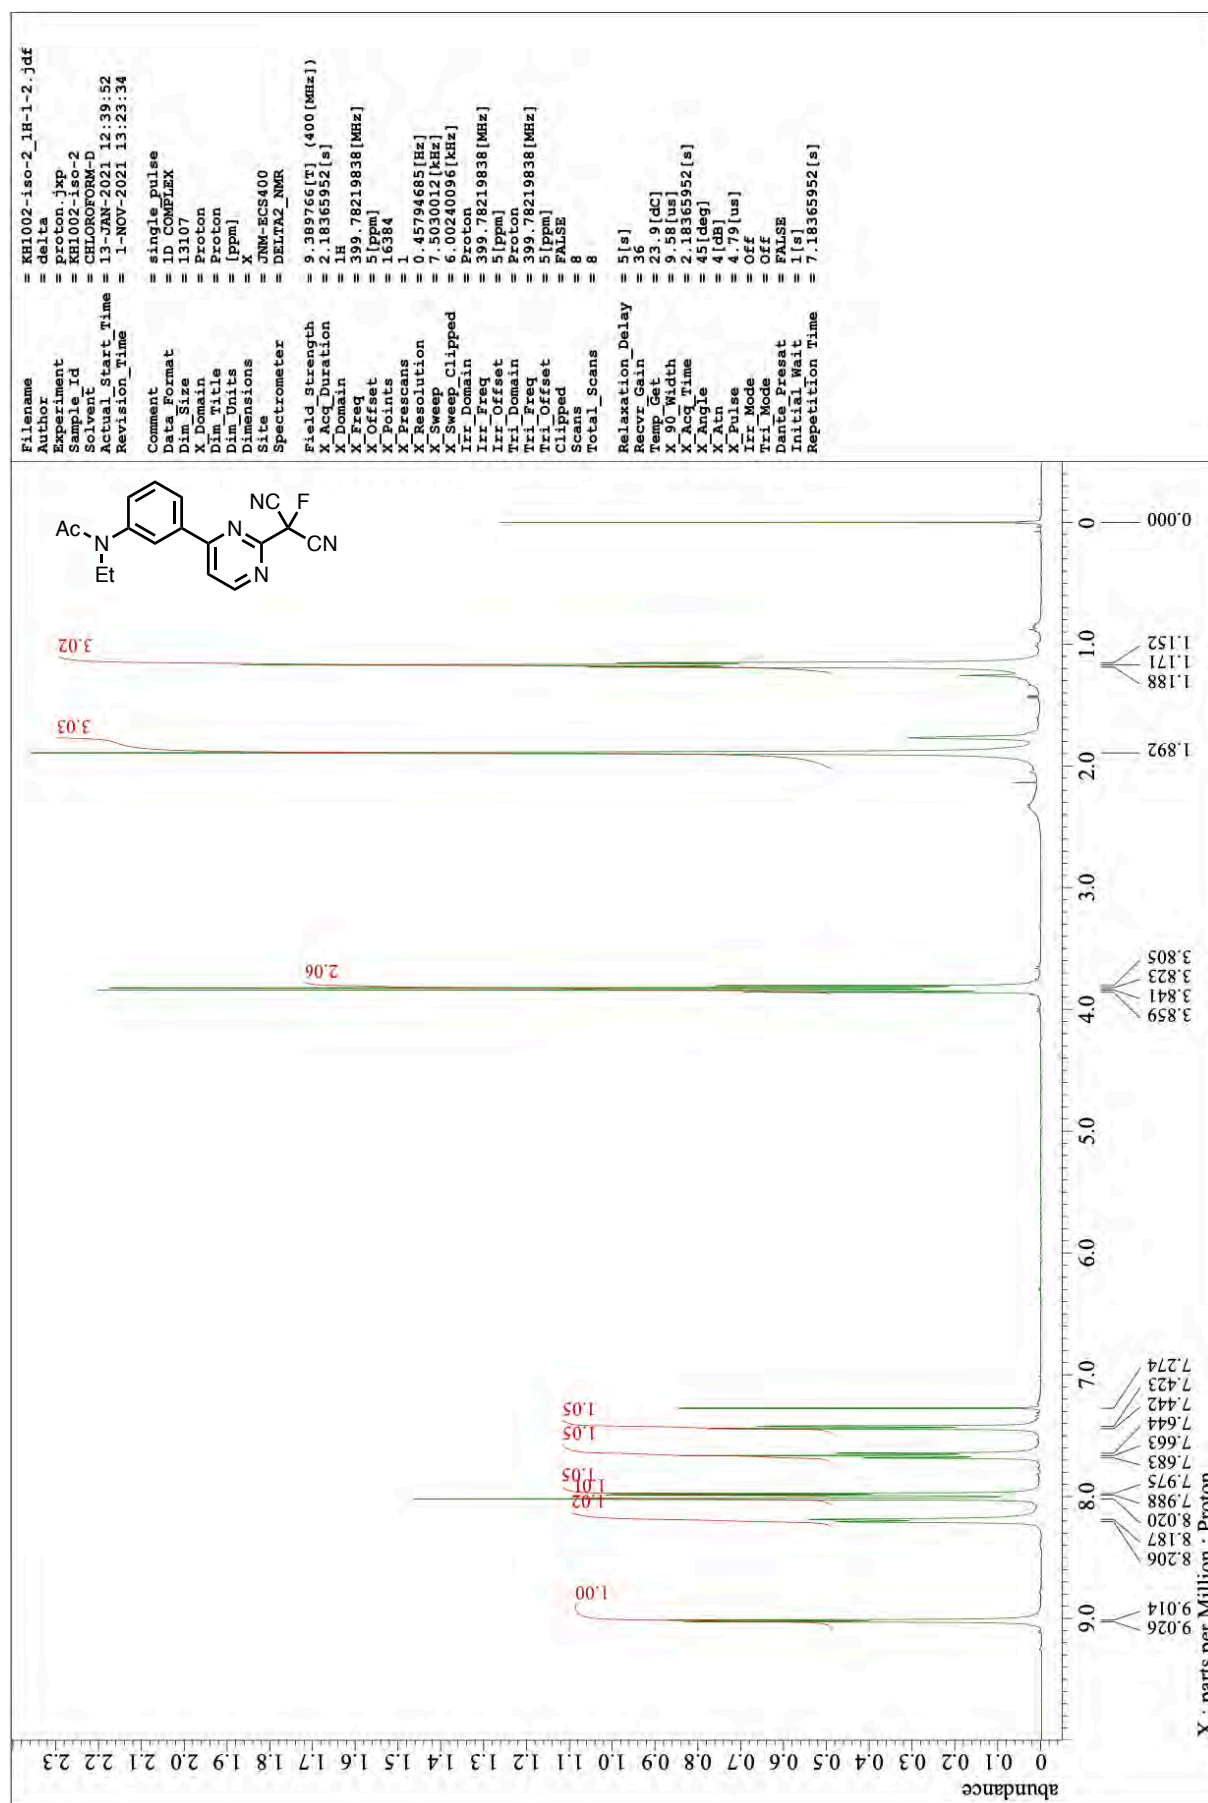 Filename = KH1002-iso-2_1H-1-2.jdf
Author = delta
Experiment = proton.jxp
Sample_Id = KH1002-iso-2
Solvent = CHLOROFORM-D
Actual_Start_Time = 13-JAN-2021 12:39:52
Revision_Time = 1-NOV-2021 13:23:34
Comment = single_pulse
Data_Format = 1D COMPLEX
Dim_Size = 13107
X_Domain = Proton
Dim_Title = Proton
Dim_Units = [ppm]
Dimensions = X
Site = JNM-ECS400
Spectrometer = DELTA2_NMR
Field_Strength = 9.389766[T] (400[MHz])
X_Acq_Duration = 2.18365952[s]
X_Domain = 1H
X_Freq = 399.78219838[MHz]
X_Offset = 5[ppm]
X_Points = 16384
X_Prescans = 1
X_Resolution = 0.45794685[Hz]
X_Sweep = 7.5030012[kHz]
X_Sweep_Clipped = 6.00240096[kHz]
Irr_Domain = Proton
Irr_Freq = 399.78219838[MHz]
Irr_Offset = 5[ppm]
Tri_Domain = Proton
Tri_Freq = 399.78219838[MHz]
Tri_Offset = 5[ppm]
Clipped = FALSE
Scans = 8
Total_Scans = 8
Relaxation_Delay = 5[s]
Recvr_Gain = 36
Temp_Get = 23.9[dC]
X_90_Width = 9.58[us]
X_Acq_Time = 2.18365952[s]
X_Angle = 45[deg]
X_Atn = 4[dB]
X_Pulse = 4.79[us]
Irr_Mode = Off
Tri_Mode = Off
Dante_Presat = FALSE
Initial_Wait = 1[s]
Repetition_Time = 7.18365952[s]
Ac
N
Et
N
N
NC
F
CN
3.02
3.03
2.06
1.05
1.05
1.05
1.01
1.02
1.00
0
1.0
2.0
3.0
4.0
5.0
6.0
7.0
8.0
9.0
0.000
1.152
1.171
1.188
1.892
3.805
3.823
3.841
3.859
7.274
7.423
7.442
7.644
7.663
7.683
7.975
7.988
8.020
8.187
8.206
9.014
9.026
X : parts per Million : Proton
abundance
0 0.1 0.2 0.3 0.4 0.5 0.6 0.7 0.8 0.9 1.0 1.1 1.2 1.3 1.4 1.5 1.6 1.7 1.8 1.9 2.0 2.1 2.2 2.3